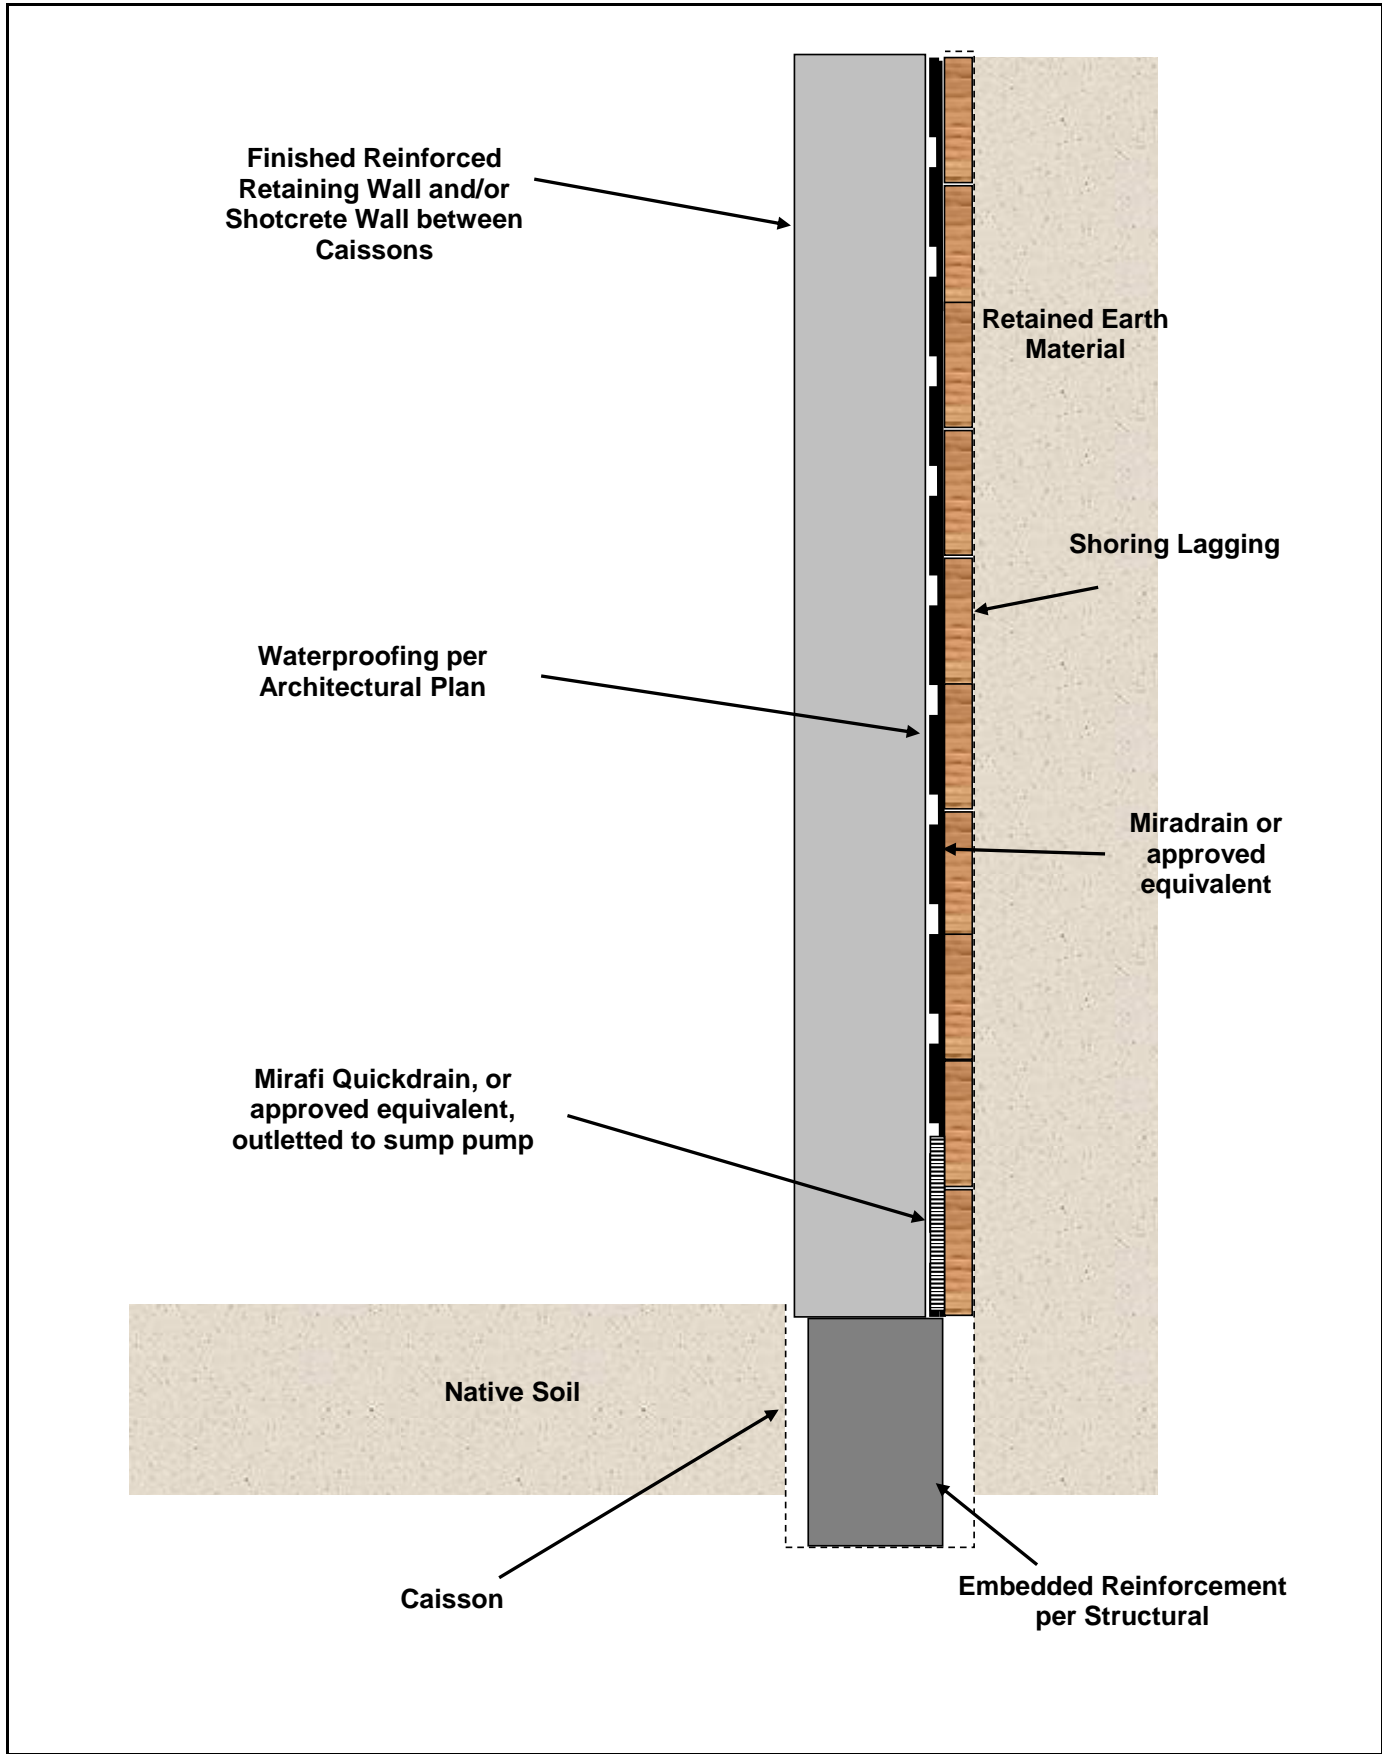 Finished Reinforced
Retaining Wall and/or
Shotcrete Wall between
Caissons
Retained Earth
Material
Shoring Lagging
Waterproofing per
Architectural Plan
Miradrain or
approved
equivalent
Mirafi Quickdrain, or
approved equivalent,
outletted to sump pump
Native Soil
Caisson
Embedded Reinforcement
per Structural